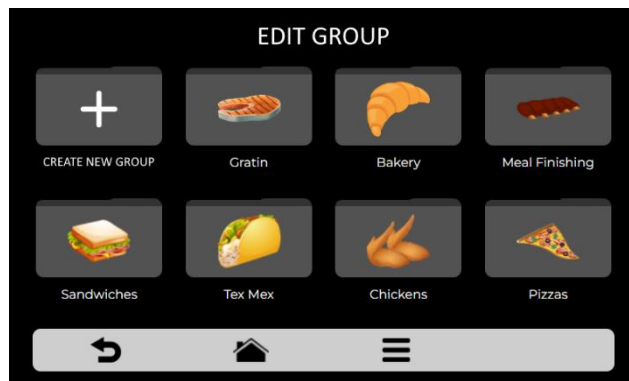 EDIT GROUP
CREATE NEW GROUP
Gratin
Bakery
Meal Finishing
Sandwiches
Tex Mex
Chickens
Pizzas